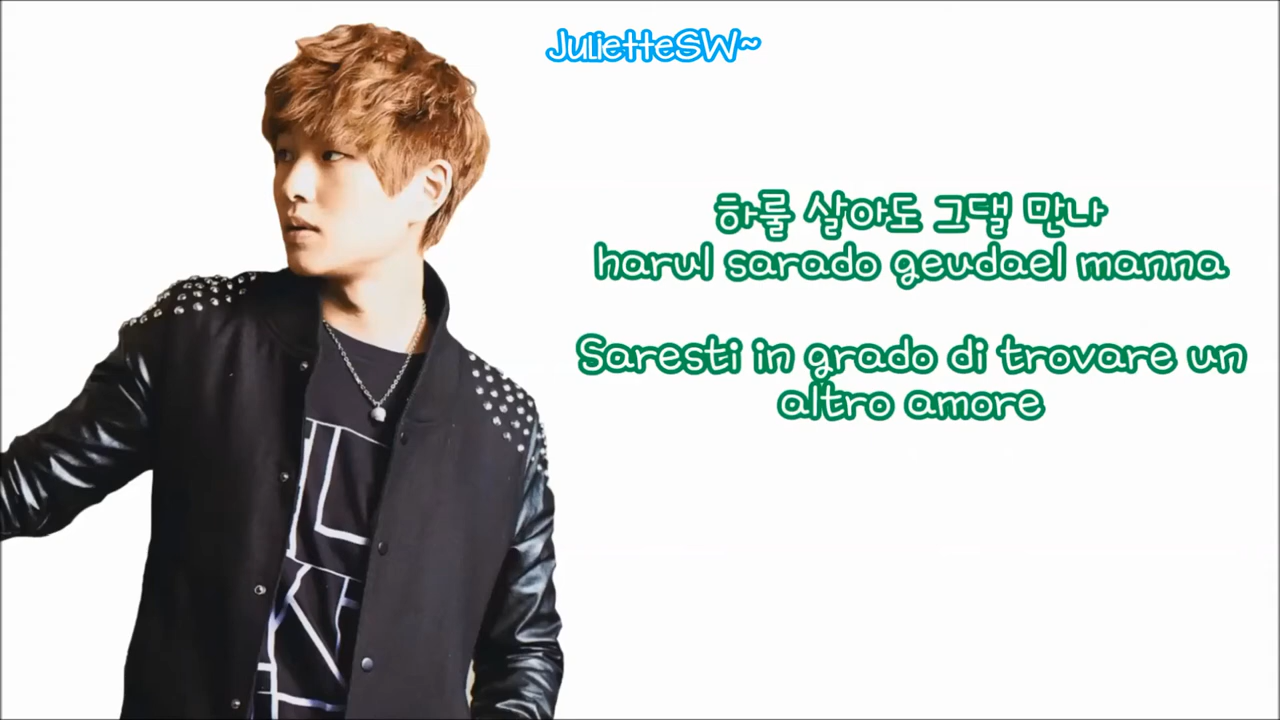 JulietteSW~
하룰 살아도 그댈 만나
harul sarado geudael manna
Saresti in grado di trovare un
altro amore